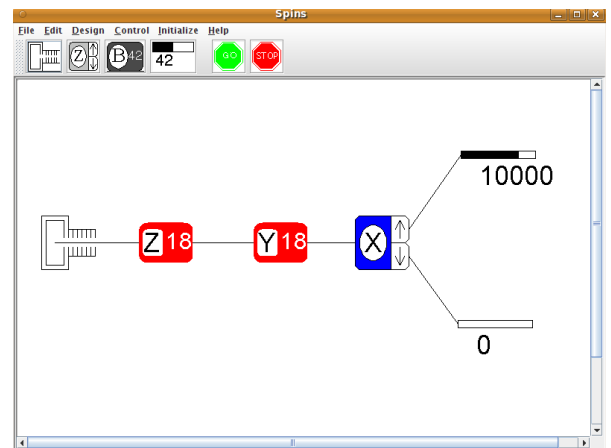 Spins
File Edit Design Control Initialize Help
Z B 42 42 GO STOP
10000
Z 18 Y 18 X
0